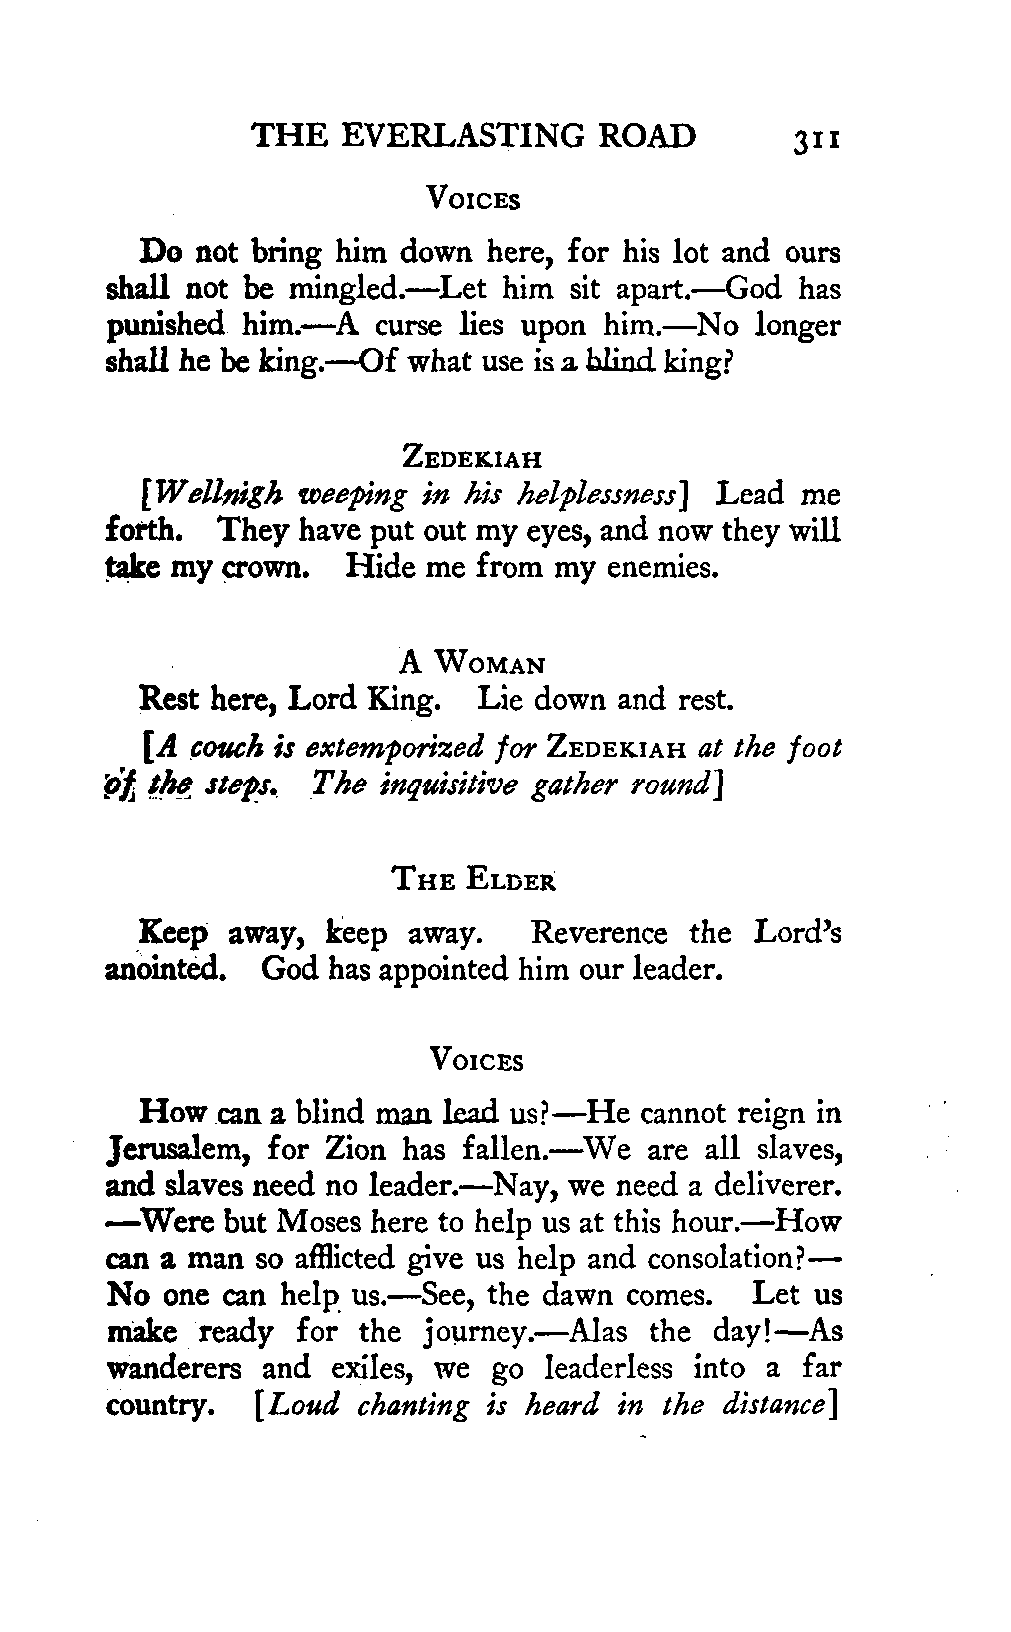 THE EVERLASTING ROAD 311
VOICES
Do not bring him down here, for his lot and ours
shall not be mingled.—Let him sit apart.—God has
punished him.—A curse lies upon him.—No longer
shall he be king.—Of what use is a blind king?
ZEDEKIAH
[Wellnigh weeping in his helplessness] Lead me
forth. They have put out my eyes, and now they will
take my crown. Hide me from my enemies.
A WOMAN
Rest here, Lord King. Lie down and rest.
[A couch is extemporized for ZEDEKIAH at the foot
of the steps. The inquisitive gather round]
THE ELDER
Keep away, keep away. Reverence the Lord's
anointed. God has appointed him our leader.
VOICES
How can a blind man lead us?—He cannot reign in
Jerusalem, for Zion has fallen.—We are all slaves,
and slaves need no leader.—Nay, we need a deliverer.
—Were but Moses here to help us at this hour.—How
can a man so afflicted give us help and consolation?—
No one can help us.—See, the dawn comes. Let us
make ready for the journey.—Alas the day!—As
wanderers and exiles, we go leaderless into a far
country. [Loud chanting is heard in the distance]